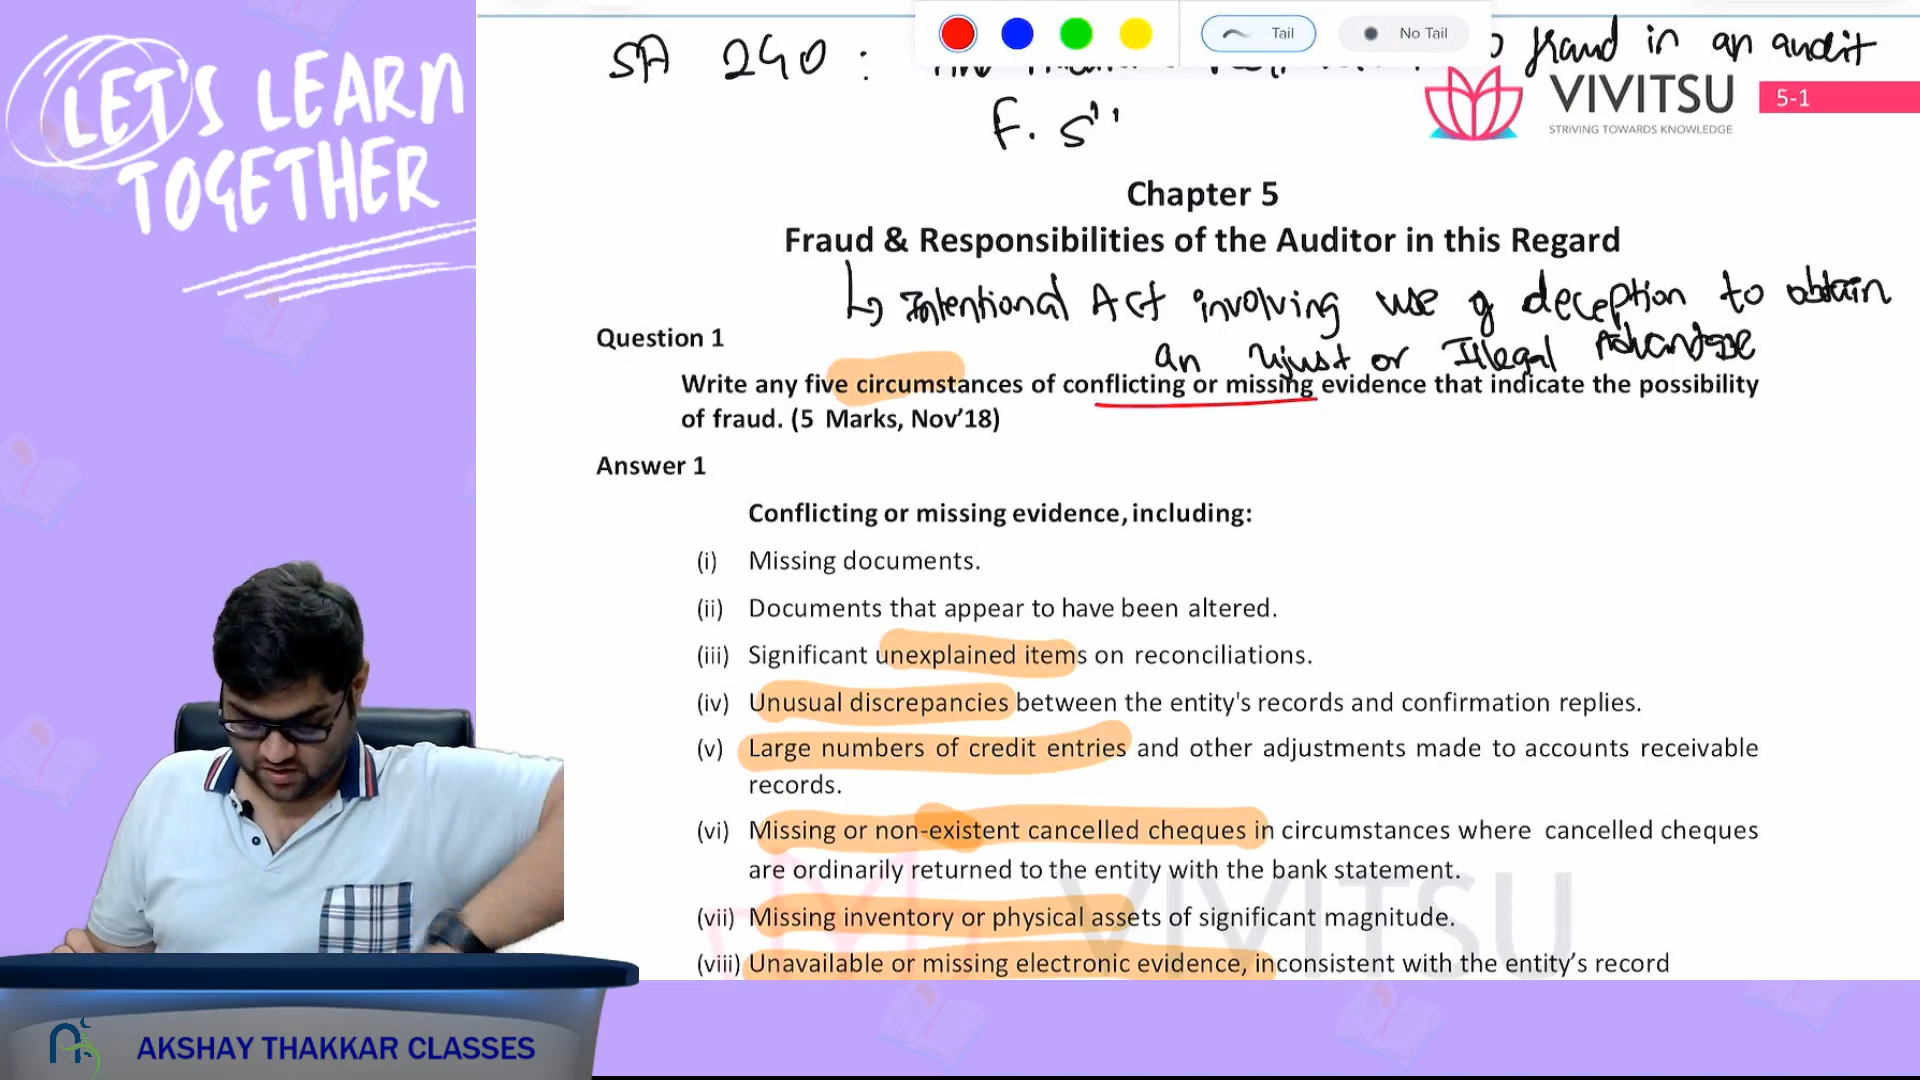 LET'S LEARN
TOGETHER
Tail
No Tail
SA 240 :
fraud in an audit
F. S"
VIVITSU
STRIVING TOWARDS KNOWLEDGE
5-1
Chapter 5
Fraud & Responsibilities of the Auditor in this Regard
Intentional Act involving use of deception to obtain
an Unjust or Illegal Advantage
Question 1
Write any five circumstances of conflicting or missing evidence that indicate the possibility
of fraud. (5 Marks, Nov'18)
Answer 1
Conflicting or missing evidence, including:
(i) Missing documents.
(ii) Documents that appear to have been altered.
(iii) Significant unexplained items on reconciliations.
(iv) Unusual discrepancies between the entity's records and confirmation replies.
(v) Large numbers of credit entries and other adjustments made to accounts receivable
records.
(vi) Missing or non-existent cancelled cheques in circumstances where cancelled cheques
are ordinarily returned to the entity with the bank statement.
(vii) Missing inventory or physical assets of significant magnitude.
(viii) Unavailable or missing electronic evidence, inconsistent with the entity's record
VIVITSU
AKSHAY THAKKAR CLASSES